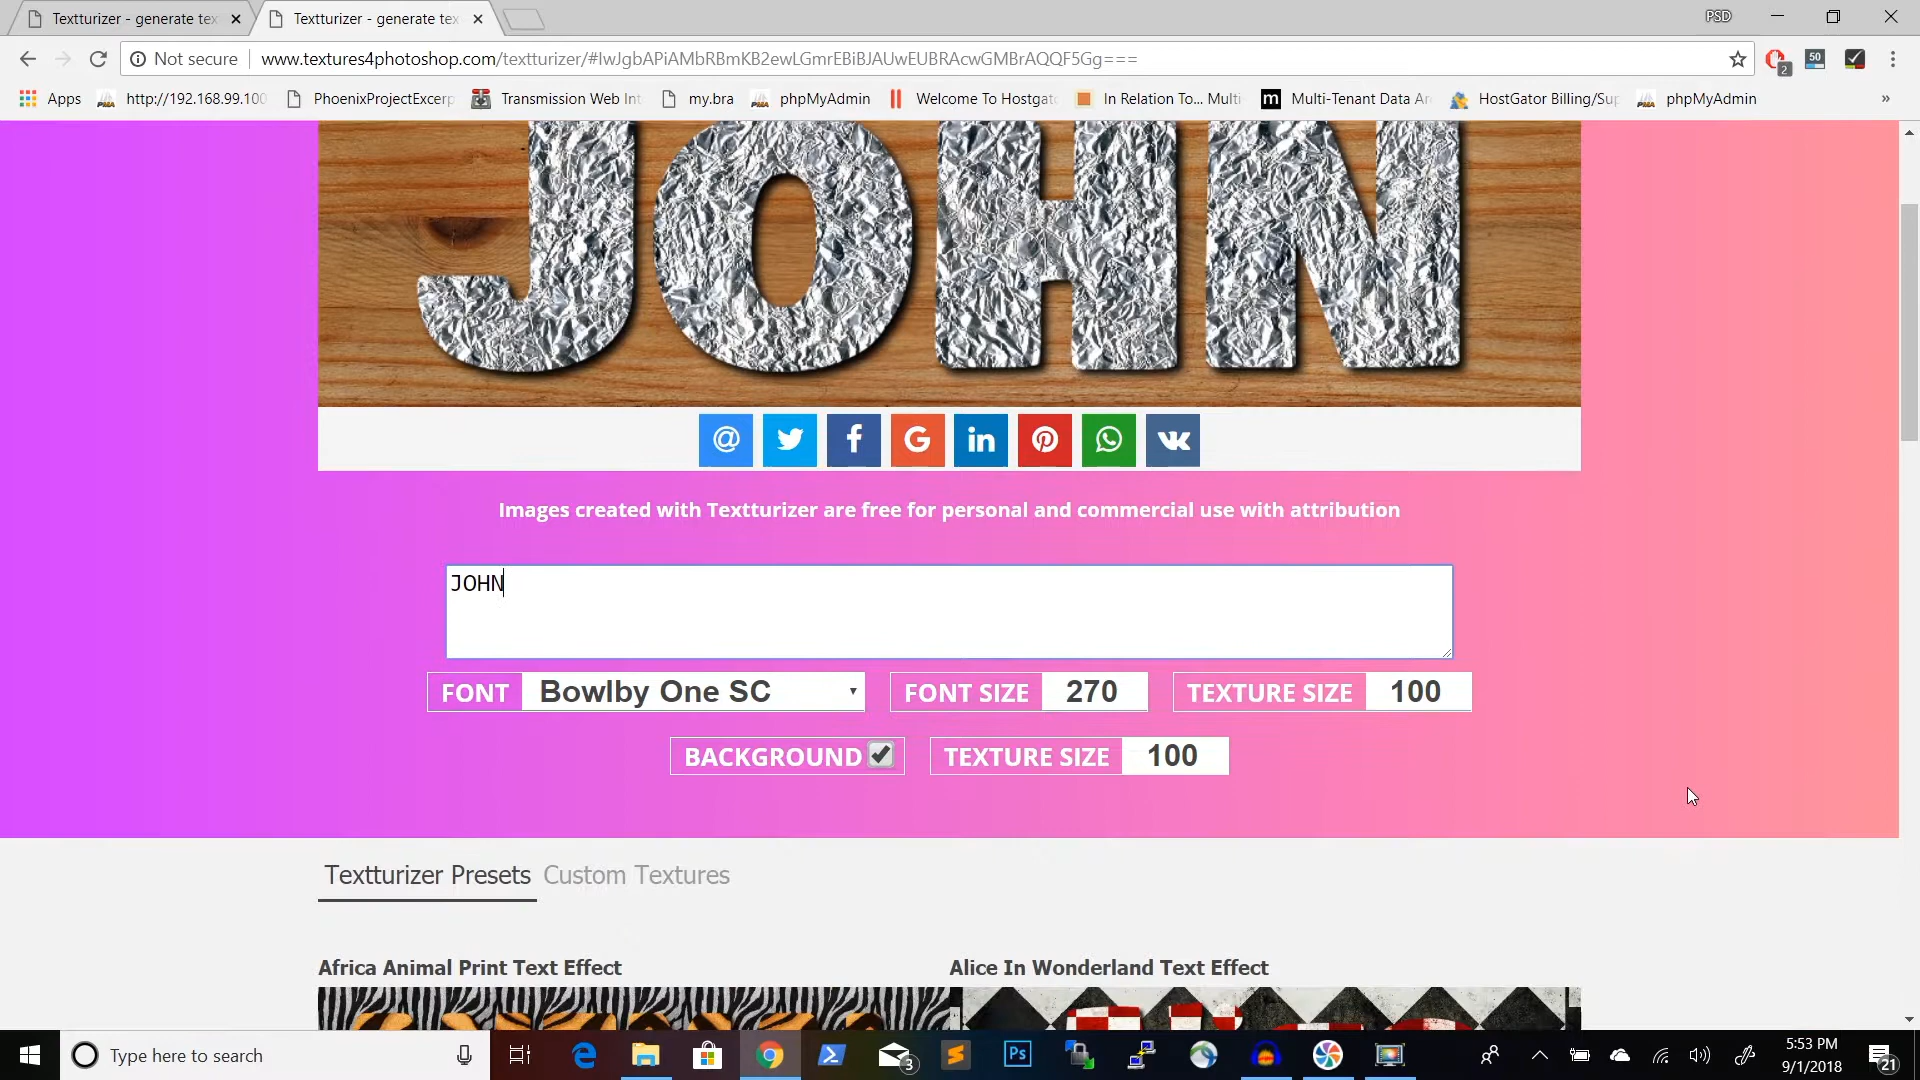 Textturizer - generate tex
Textturizer - generate tex
PSD
Not secure
www.textures4photoshop.com/textturizer/#IwJgbAPiAMbRBmKB2ewLGmrEBiBJAUwEUBRAcwGMBrAQQF5Gg===
2
50
Apps
http://192.168.99.100
PhoenixProjectExcerp
Transmission Web Int
my.bra
phpMyAdmin
Welcome To Hostgat
In Relation To... Multi
m
Multi-Tenant Data Ar
HostGator Billing/Sup
phpMyAdmin
»
JOHN
Images created with Textturizer are free for personal and commercial use with attribution
JOHN
FONT Bowlby One SC
FONT SIZE 270
TEXTURE SIZE 100
BACKGROUND
TEXTURE SIZE 100
Textturizer Presets
Custom Textures
Africa Animal Print Text Effect
Alice In Wonderland Text Effect
Type here to search
3
Ps
5:53 PM
9/1/2018
21